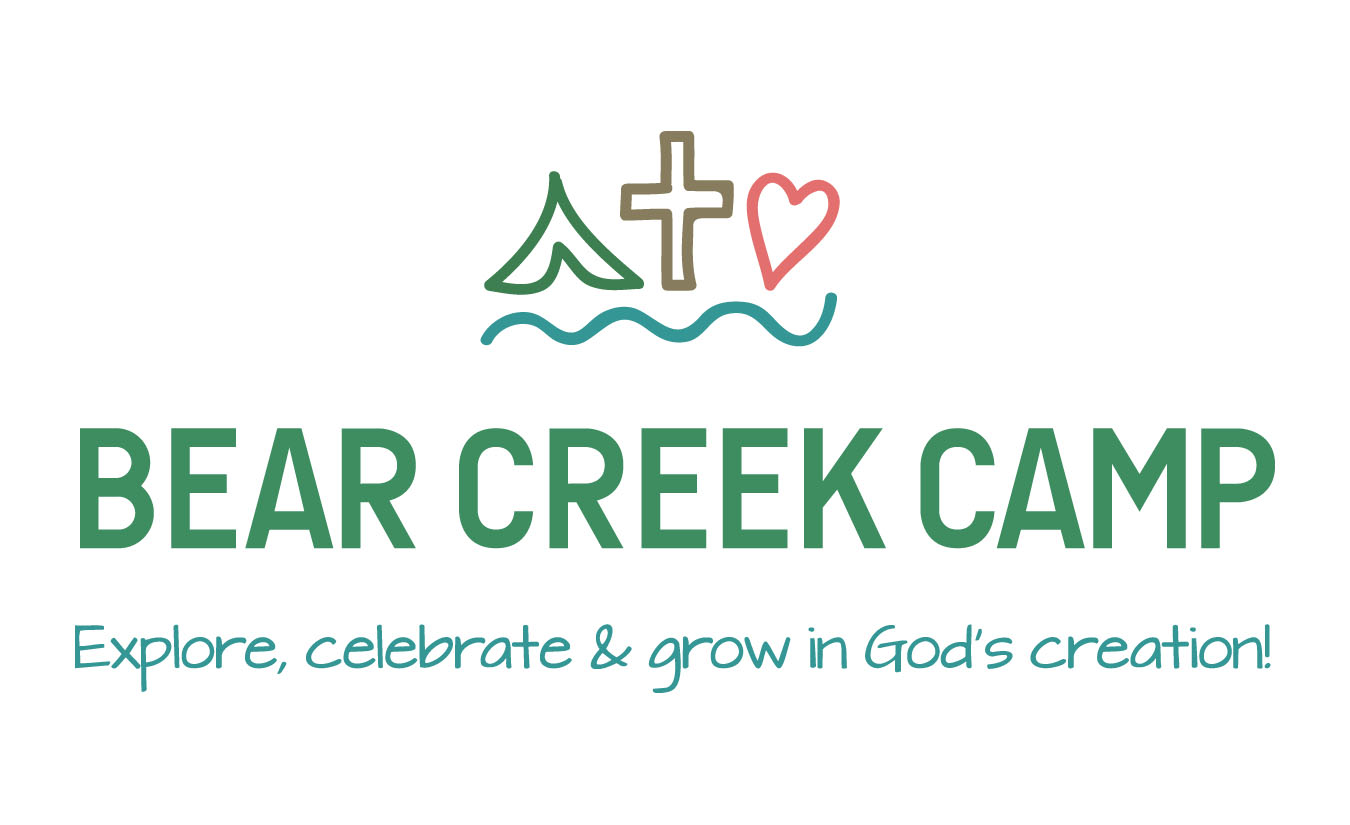 BEAR CREEK CAMP
Explore, celebrate & grow in God's creation!